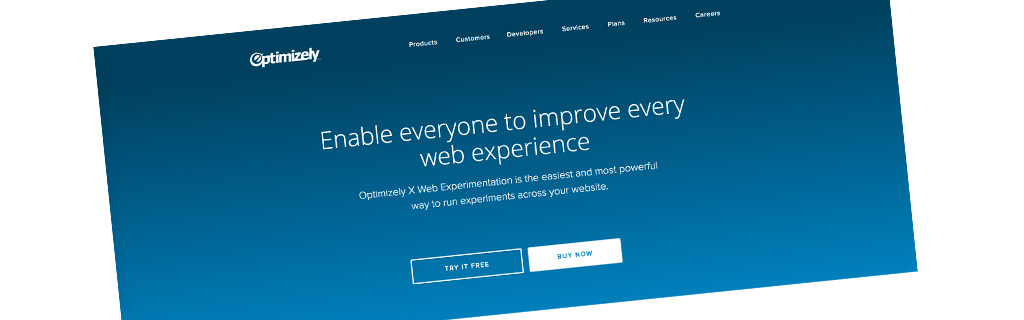 Optimizely
Products Customers Developers Services Plans Resources Careers
Enable everyone to improve every
web experience
Optimizely X Web Experimentation is the easiest and most powerful
way to run experiments across your website.
TRY IT FREE BUY NOW